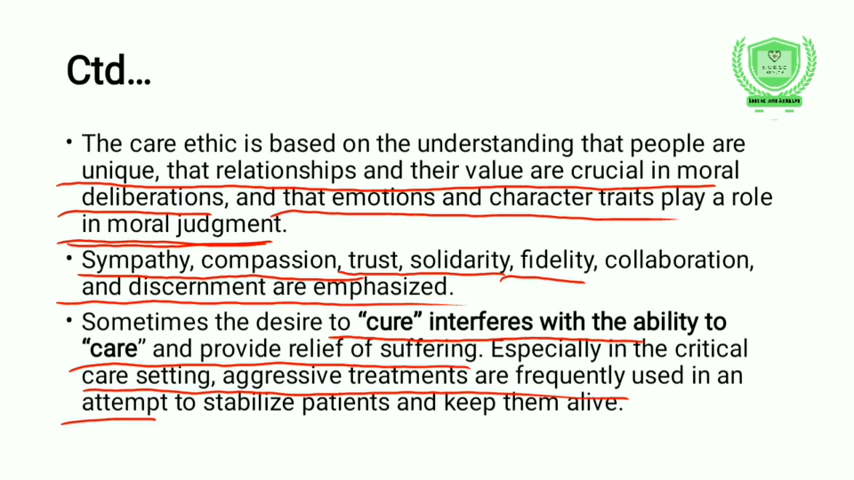 Ctd...
• The care ethic is based on the understanding that people are
unique, that relationships and their value are crucial in moral
deliberations, and that emotions and character traits play a role
in moral judgment.
• Sympathy, compassion, trust, solidarity, fidelity, collaboration,
and discernment are emphasized.
• Sometimes the desire to “cure” interferes with the ability to
“care” and provide relief of suffering. Especially in the critical
care setting, aggressive treatments are frequently used in an
attempt to stabilize patients and keep them alive.